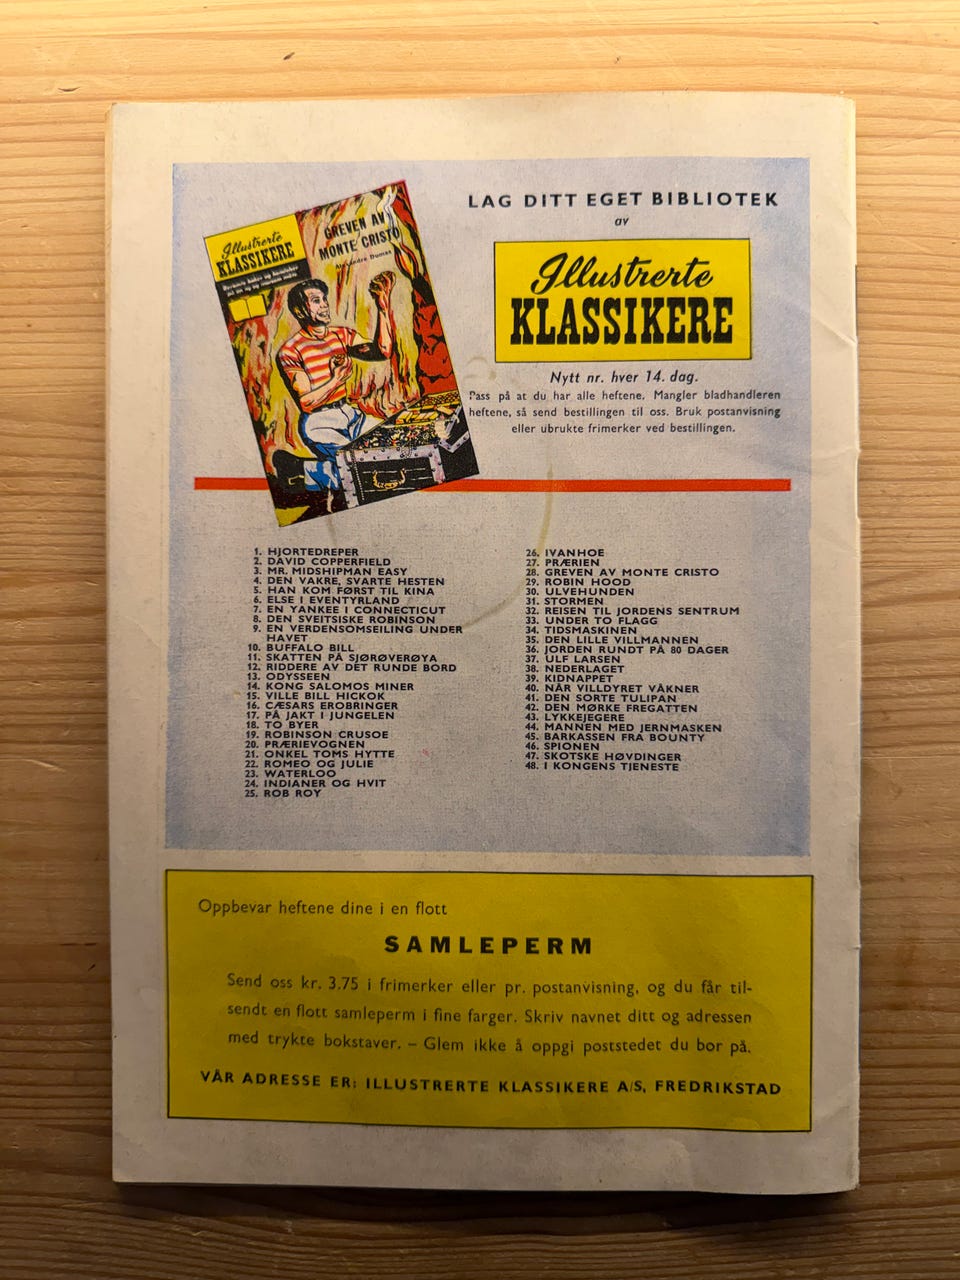 LAG DITT EGET BIBLIOTEK
av
Illustrerte
KLASSIKERE
Nytt nr. hver 14. dag.
Pass på at du har alle heftene. Mangler bladhandleren
heftene, så send bestillingen til oss. Bruk postanvisning
eller ubrukte frimerker ved bestillingen.
Illustrerte
KLASSIKERE
GREVEN AV
MONTE CRISTO
Alexandre Dumas
1. HJORTEDREPER
2. DAVID COPPERFIELD
3. MR. MIDSHIPMAN EASY
4. DEN VAKRE, SVARTE HESTEN
5. HAN KOM FØRST TIL KINA
6. ELSE I EVENTYRLAND
7. EN YANKEE I CONNECTICUT
8. DEN SVEITSISKE ROBINSON
9. EN VERDENSOMSEILING UNDER
HAVET
10. BUFFALO BILL
11. SKATTEN PÅ SJØRØVERØYA
12. RIDDERE AV DET RUNDE BORD
13. ODYSSEEN
14. KONG SALOMOS MINER
15. VILLE BILL HICKOK
16. CÆSARS EROBRINGER
17. PÅ JAKT I JUNGELEN
18. TO BYER
19. ROBINSON CRUSOE
20. PRÆRIEVOGNEN
21. ONKEL TOMS HYTTE
22. ROMEO OG JULIE
23. WATERLOO
24. INDIANER OG HVIT
25. ROB ROY
26. IVANHOE
27. PRÆRIEN
28. GREVEN AV MONTE CRISTO
29. ROBIN HOOD
30. ULVEHUNDEN
31. STORMEN
32. REISEN TIL JORDENS SENTRUM
33. UNDER TO FLAGG
34. TIDSMASKINEN
35. DEN LILLE VILLMANNEN
36. JORDEN RUNDT PÅ 80 DAGER
37. ULF LARSEN
38. NEDERLAGET
39. KIDNAPPET
40. NÅR VILLDYRET VÅKNER
41. DEN SORTE TULIPAN
42. DEN MØRKE FREGATTEN
43. LYKKEJEGERE
44. MANNEN MED JERNMASKEN
45. BARKASSEN FRA BOUNTY
46. SPIONEN
47. SKOTSKE HØVDINGER
48. I KONGENS TJENESTE
Oppbevar heftene dine i en flott
SAMLEPERM
Send oss kr. 3.75 i frimerker eller pr. postanvisning, og du får til-
sendt en flott samleperm i fine farger. Skriv navnet ditt og adressen
med trykte bokstaver. – Glem ikke å oppgi poststedet du bor på.
VÅR ADRESSE ER: ILLUSTRERTE KLASSIKERE A/S, FREDRIKSTAD